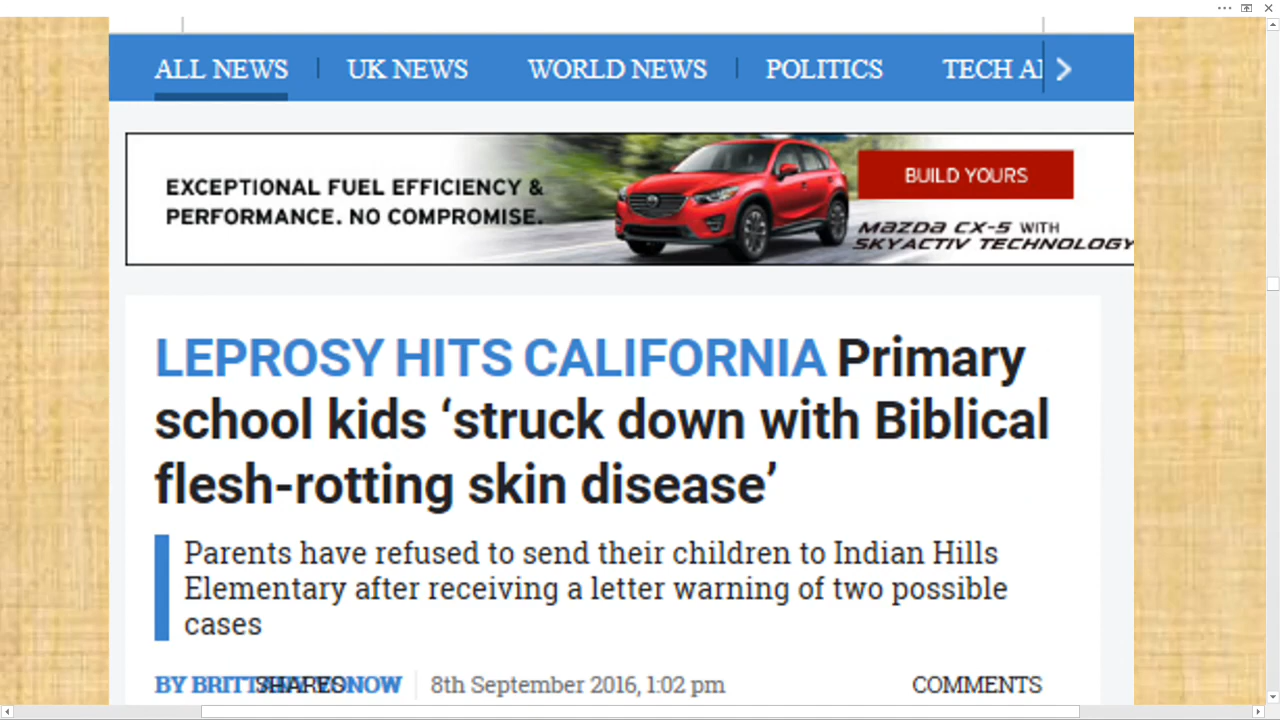 ALL NEWS UK NEWS WORLD NEWS POLITICS TECH
EXCEPTIONAL FUEL EFFICIENCY &
PERFORMANCE. NO COMPROMISE.
BUILD YOURS
mazda CX-5 WITH
SKYACTIV TECHNOLOGY
LEPROSY HITS CALIFORNIA Primary
school kids ‘struck down with Biblical
flesh-rotting skin disease’
Parents have refused to send their children to Indian Hills
Elementary after receiving a letter warning of two possible
cases
BY SHARES 8th September 2016, 1:02 pm COMMENTS